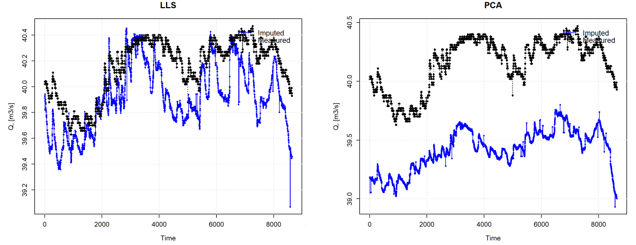 LLS
Imputed
Measured
Q, [m3/s]
40.4
40.2
40.0
39.8
39.6
39.4
39.2
0
2000
4000
6000
8000
Time
PCA
Imputed
Measured
Q, [m3/s]
40.5
40.0
39.5
39.0
0
2000
4000
6000
8000
Time